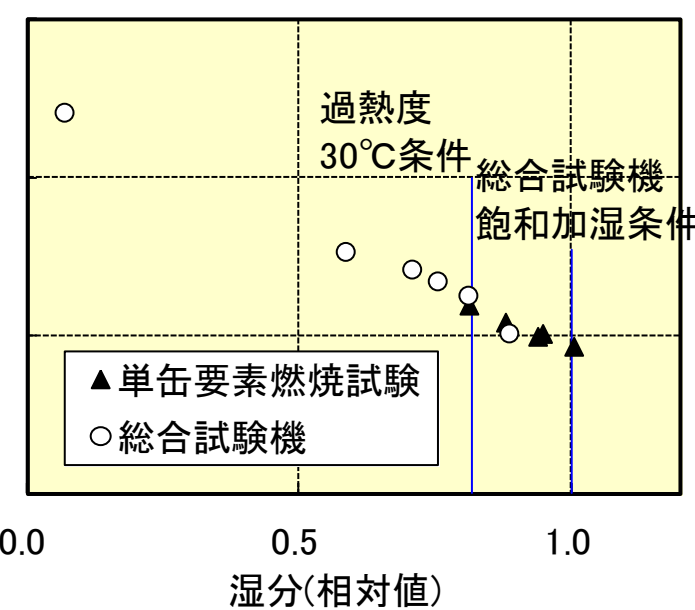 過熱度
30℃条件
総合試験機
飽和加湿条件
▲単缶要素燃焼試験
○総合試験機
0.0
0.5
1.0
湿分(相対値)